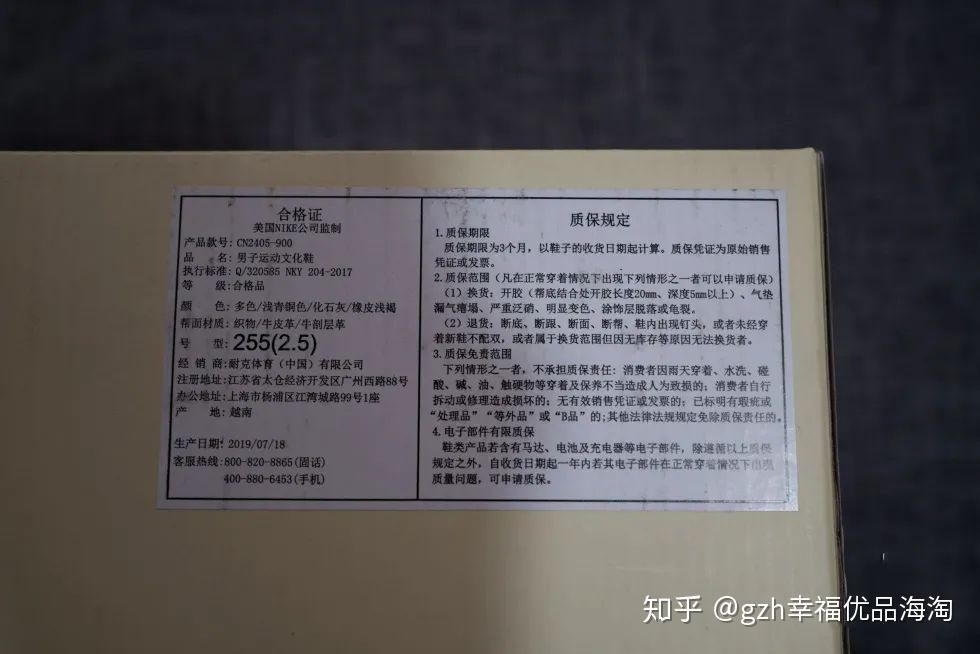 合格证
美国NIKE公司监制
产品款号: CN2405-900
品 名: 男子运动文化鞋
执行标准: Q/320585 NKY 204-2017
等 级: 合格品
颜 色: 多色/浅青铜色/化石灰/橡皮浅褐
帮面材质: 织物/牛皮革/牛剖层革
号 型: 255(2.5)
经 销 商: 耐克体育（中国）有限公司
注册地址: 江苏省太仓经济开发区广州西路88号
办公地址: 上海市杨浦区江湾城路99号1座
产 地: 越南
生产日期: 2019/07/18
客服热线: 800-820-8865(固话)
400-880-6453(手机)
质保规定
1.质保期限
质保期限为3个月，以鞋子的收货日期起计算。质保凭证为原始销售
凭证或发票。
2.质保范围（凡在正常穿着情况下出现下列情形之一者可以申请质保）
（1）换货: 开胶（帮底结合处开胶长度20mm、深度5mm以上）、气垫
漏气瘪塌、严重泛硝、明显变色、涂饰层脱落或龟裂。
（2）退货: 断底、断跟、断面、断帮、鞋内出现钉头，或者未经穿
着新鞋不配双，或者属于换货范围但因无库存等原因无法换货者。
3.质保免责范围
下列情形之一者，不承担质保责任: 消费者因雨天穿着、水洗、碰
酸、碱、油、触硬物等穿着及保养不当造成人为致损的; 消费者自行
拆动或修理造成损坏的; 无有效销售凭证或发票的; 已标明有瑕疵或
“处理品”“等外品”或“B品”的;其他法律法规规定免除质保责任的。
4.电子部件有限质保
鞋类产品若含有马达、电池及充电器等电子部件，除遵循以上质保
规定之外，自收货日期起一年内若其电子部件在正常穿着情况下出现
质量问题，可申请质保。
知乎 @gzh幸福优品海淘